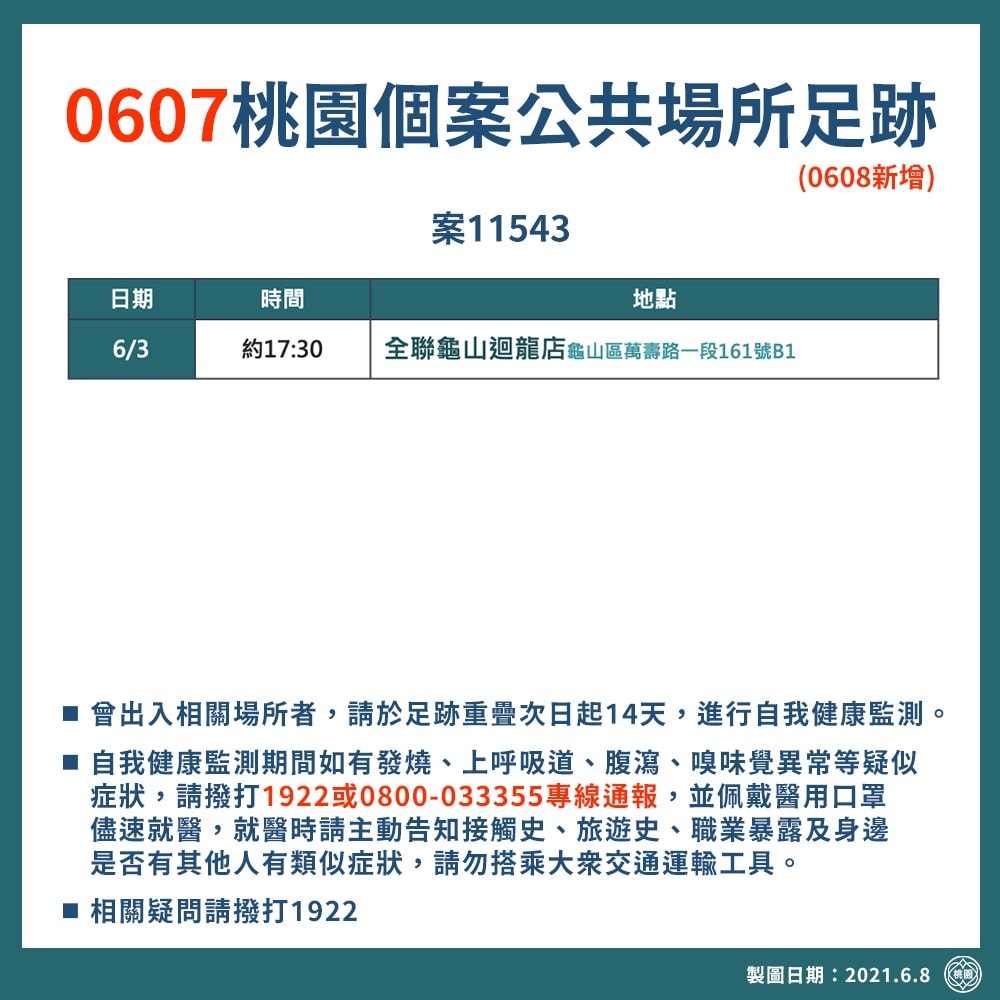 0607桃園個案公共場所足跡
(0608新增)
案11543
日期 時間 地點
6/3 約17:30 全聯龜山迴龍店龜山區萬壽路一段161號B1
■ 曾出入相關場所者，請於足跡重疊次日起14天，進行自我健康監測。
■ 自我健康監測期間如有發燒、上呼吸道、腹瀉、嗅味覺異常等疑似
症狀，請撥打1922或0800-033355專線通報，並佩戴醫用口罩
儘速就醫，就醫時請主動告知接觸史、旅遊史、職業暴露及身邊
是否有其他人有類似症狀，請勿搭乘大眾交通運輸工具。
■ 相關疑問請撥打1922
製圖日期：2021.6.8 桃園